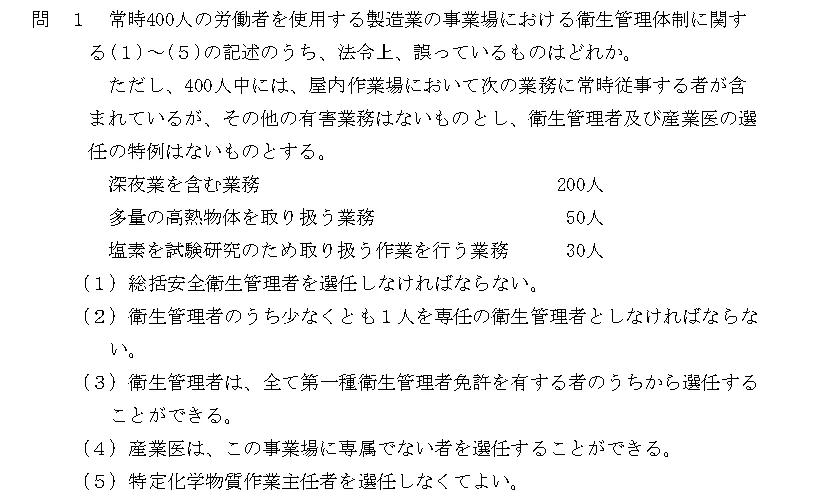 問　１　常時400人の労働者を使用する製造業の事業場における衛生管理体制に関す
る(１)～(５)の記述のうち、法令上、誤っているものはどれか。
ただし、400人中には、屋内作業場において次の業務に常時従事する者が含
まれているが、その他の有害業務はないものとし、衛生管理者及び産業医の選
任の特例はないものとする。
深夜業を含む業務　200人
多量の高熱物体を取り扱う業務　50人
塩素を試験研究のため取り扱う作業を行う業務　30人
(１) 総括安全衛生管理者を選任しなければならない。
(２) 衛生管理者のうち少なくとも１人を専任の衛生管理者としなければならな
い。
(３) 衛生管理者は、全て第一種衛生管理者免許を有する者のうちから選任する
ことができる。
(４) 産業医は、この事業場に専属でない者を選任することができる。
(５) 特定化学物質作業主任者を選任しなくてよい。